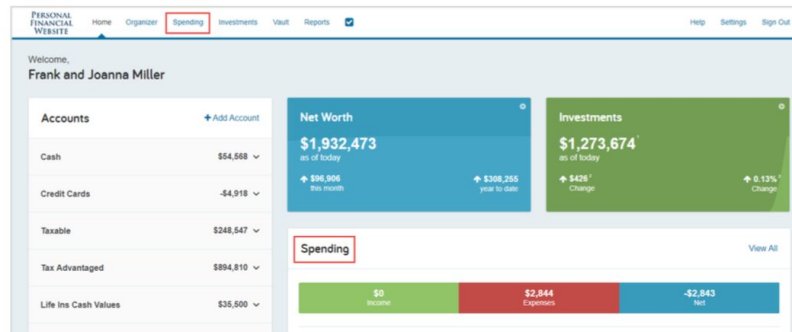 PERSONAL
FINANCIAL
WEBSITE
Home Organizer Spending Investments Vault Reports
Help Settings Sign Out
Welcome,
Frank and Joanna Miller
Accounts
+ Add Account
Cash $54,568
Credit Cards -$4,918
Taxable $248,547
Tax Advantaged $894,810
Life Ins Cash Values $35,500
Net Worth
$1,932,473
as of today
$96,906
this month
$308,255
year to date
Investments
$1,273,674¹
as of today
$426²
Change
0.13%²
Change
Spending
View All
$0
Income
$2,844
Expenses
-$2,843
Net